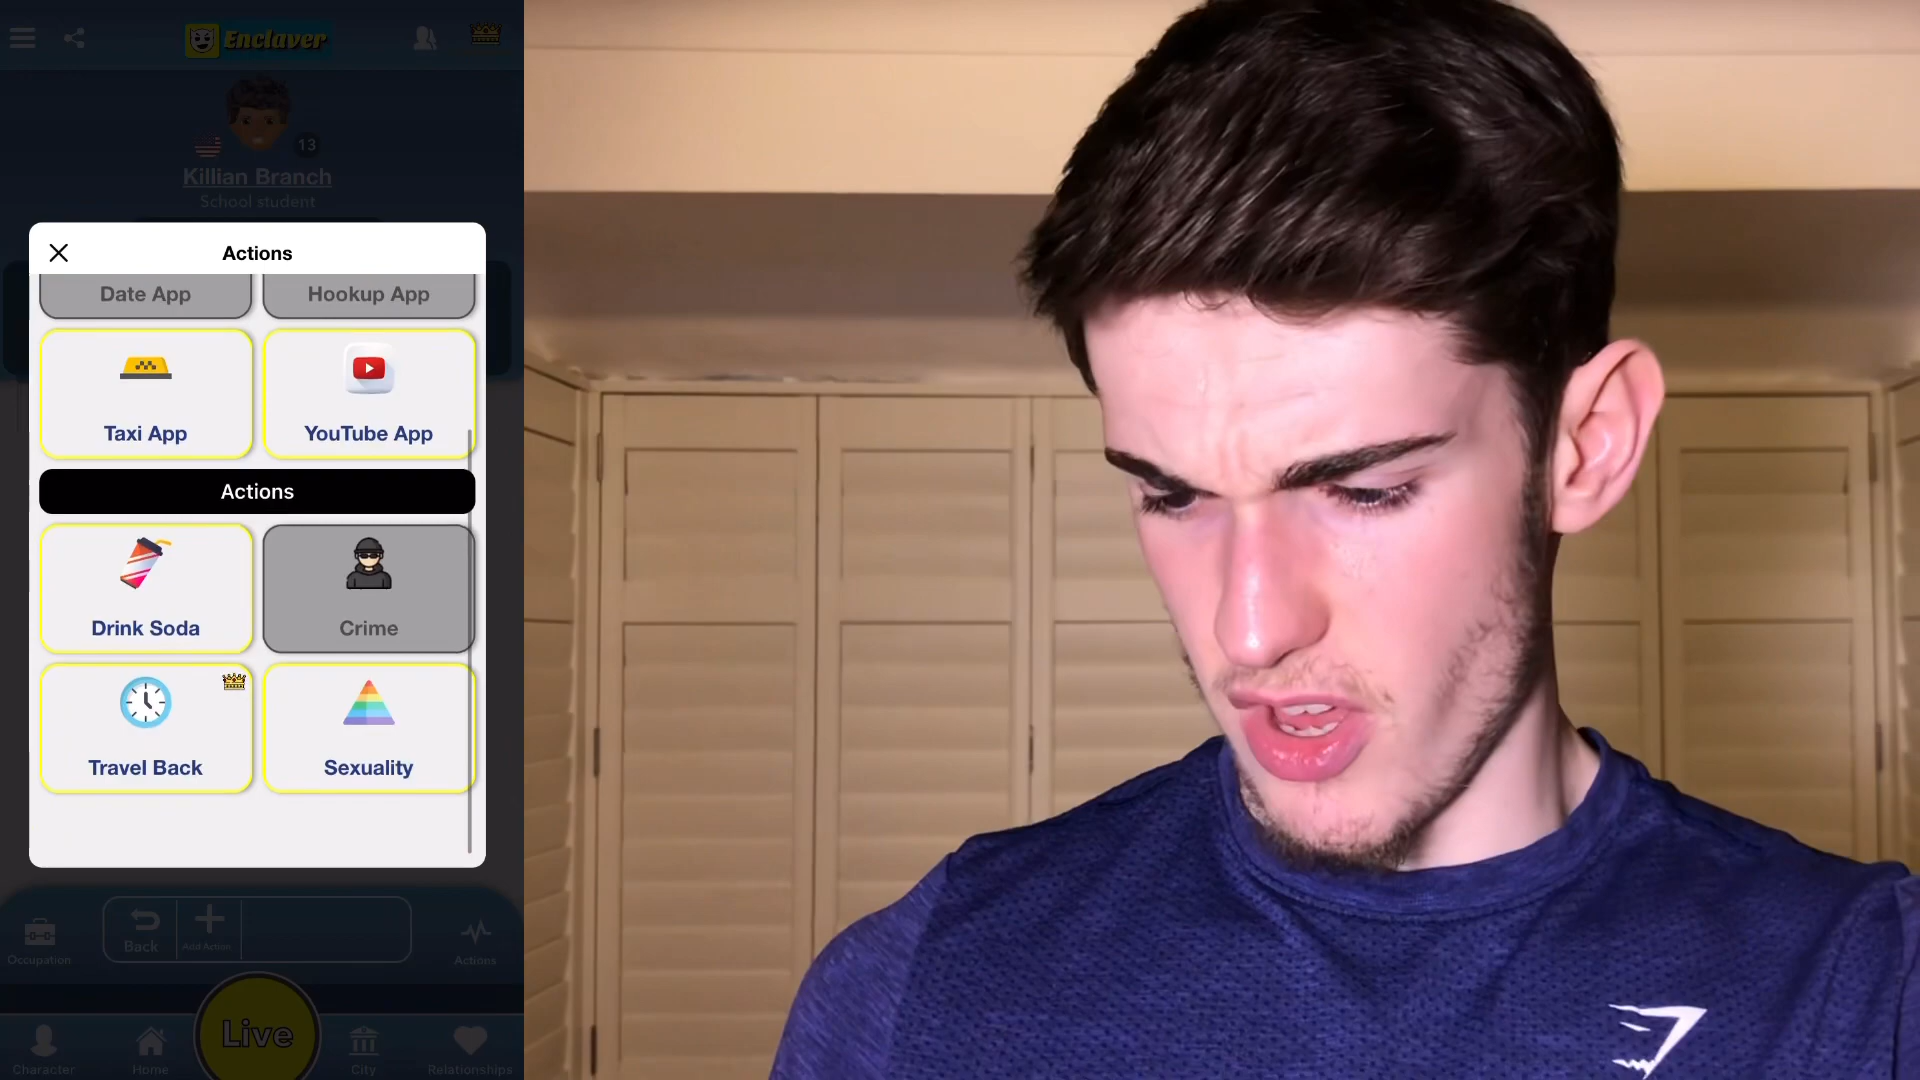 Enclaver
13
Killian Branch
School student
Actions
Date App
Hookup App
Taxi App
YouTube App
Actions
Drink Soda
Crime
Travel Back
Sexuality
Occupation
Back
Add Action
Actions
Live
Character
Home
City
Relationships